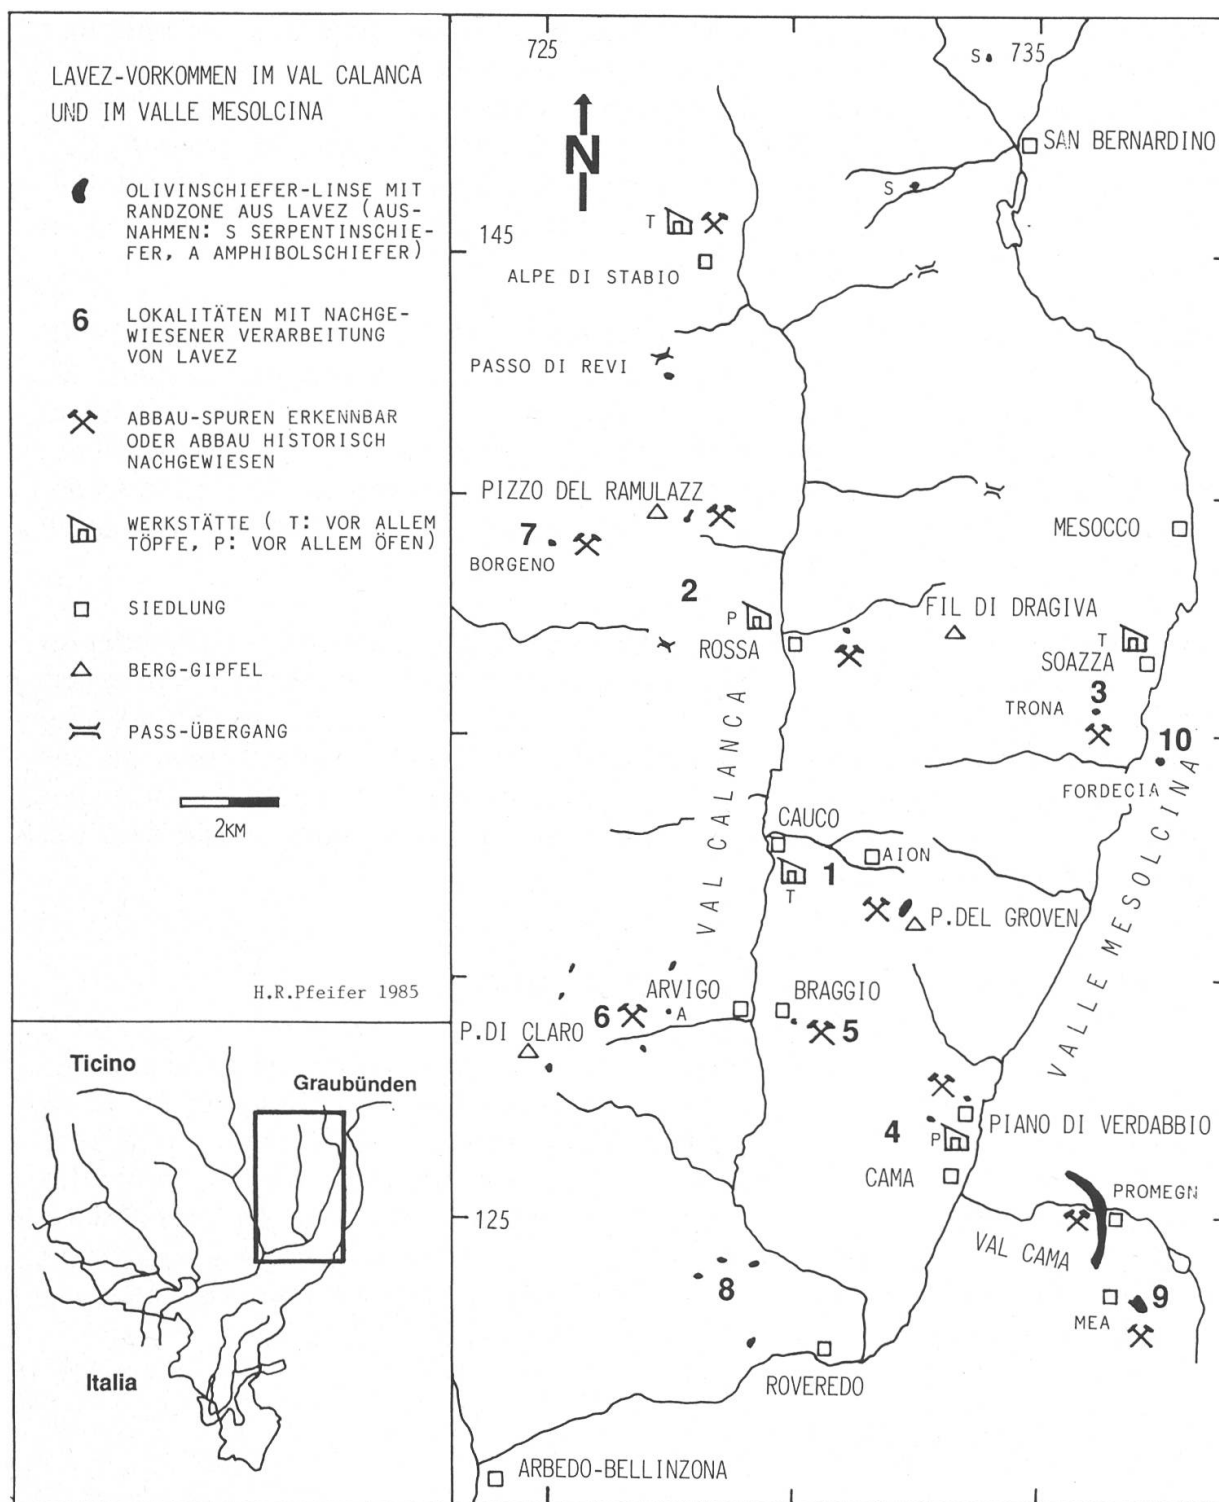 LAVEZ-VORKOMMEN IM VAL CALANCA
UND IM VALLE MESOLCINA
OLIVINSCHIEFER-LINSE MIT
RANDZONE AUS LAVEZ (AUS-
NAHMEN: S SERPENTINSCHIE-
FER, A AMPHIBOLSCHIEFER)
6
LOKALITÄTEN MIT NACHGE-
WIESENER VERARBEITUNG
VON LAVEZ
ABBAU-SPUREN ERKENNBAR
ODER ABBAU HISTORISCH
NACHGEWIESEN
WERKSTÄTTE ( T: VOR ALLEM
TÖPFE, P: VOR ALLEM ÖFEN)
SIEDLUNG
BERG-GIPFEL
PASS-ÜBERGANG
2KM
H.R.Pfeifer 1985
Ticino
Graubünden
Italia
725
S
735
N
SAN BERNARDINO
S
T
145
ALPE DI STABIO
PASSO DI REVI
PIZZO DEL RAMULAZZ
7
BORGENO
MESOCCO
2
P
ROSSA
FIL DI DRAGIVA
T
SOAZZA
3
TRONA
10
FORDECIA
VAL CALANCA
CAUCO
AION
1
T
P.DEL GROVEN
VALLE MESOLCINA
ARVIGO
BRAGGIO
6
A
5
P.DI CLARO
4
P
PIANO DI VERDABBIO
CAMA
PROMEGN
125
VAL CAMA
8
9
MEA
ROVEREDO
ARBEDO-BELLINZONA